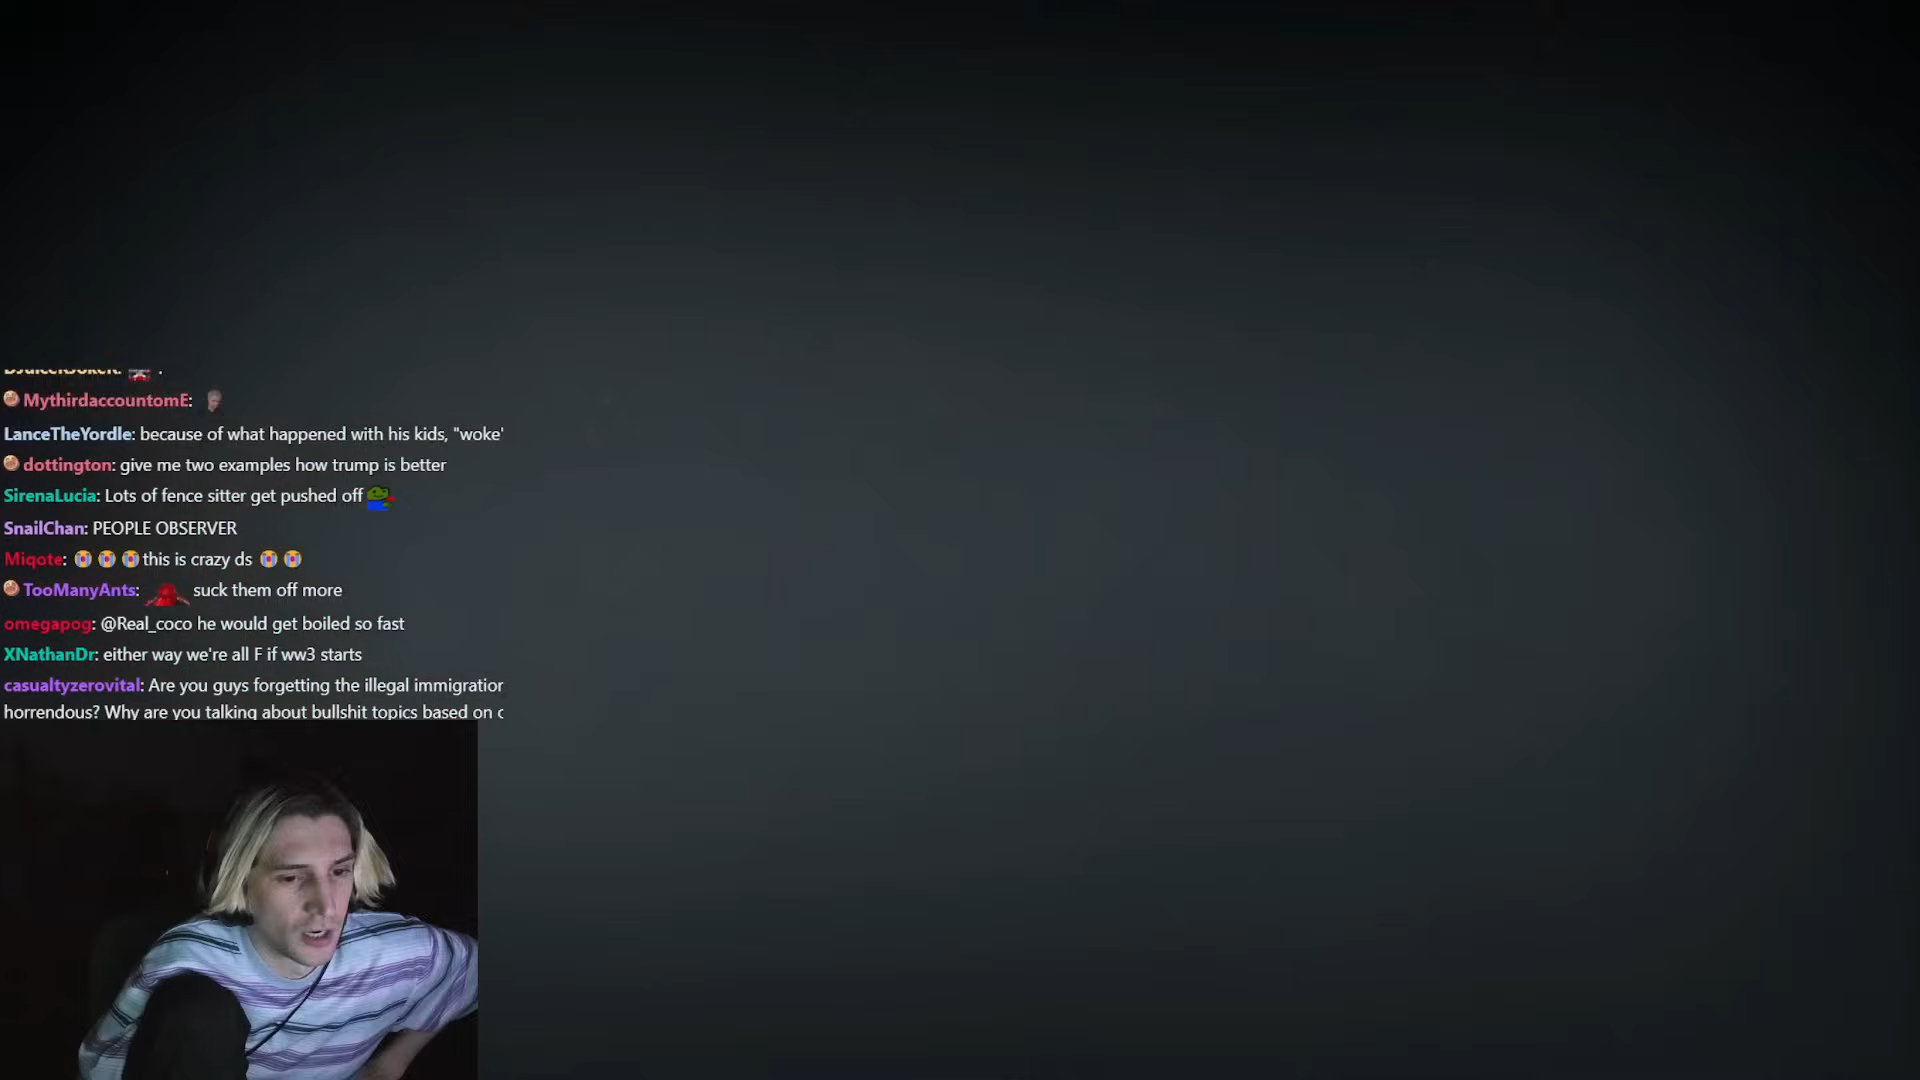 MythirdaccountomE:
LanceTheYordle: because of what happened with his kids, "woke'
dottington: give me two examples how trump is better
SirenaLucia: Lots of fence sitter get pushed off
SnailChan: PEOPLE OBSERVER
Miqote: 😭 😭 😭 this is crazy ds 😭 😭
TooManyAnts: suck them off more
omegapog: @Real_coco he would get boiled so fast
XNathanDr: either way we're all F if ww3 starts
casualtyzerovital: Are you guys forgetting the illegal immigration
horrendous? Why are you talking about bullshit topics based on